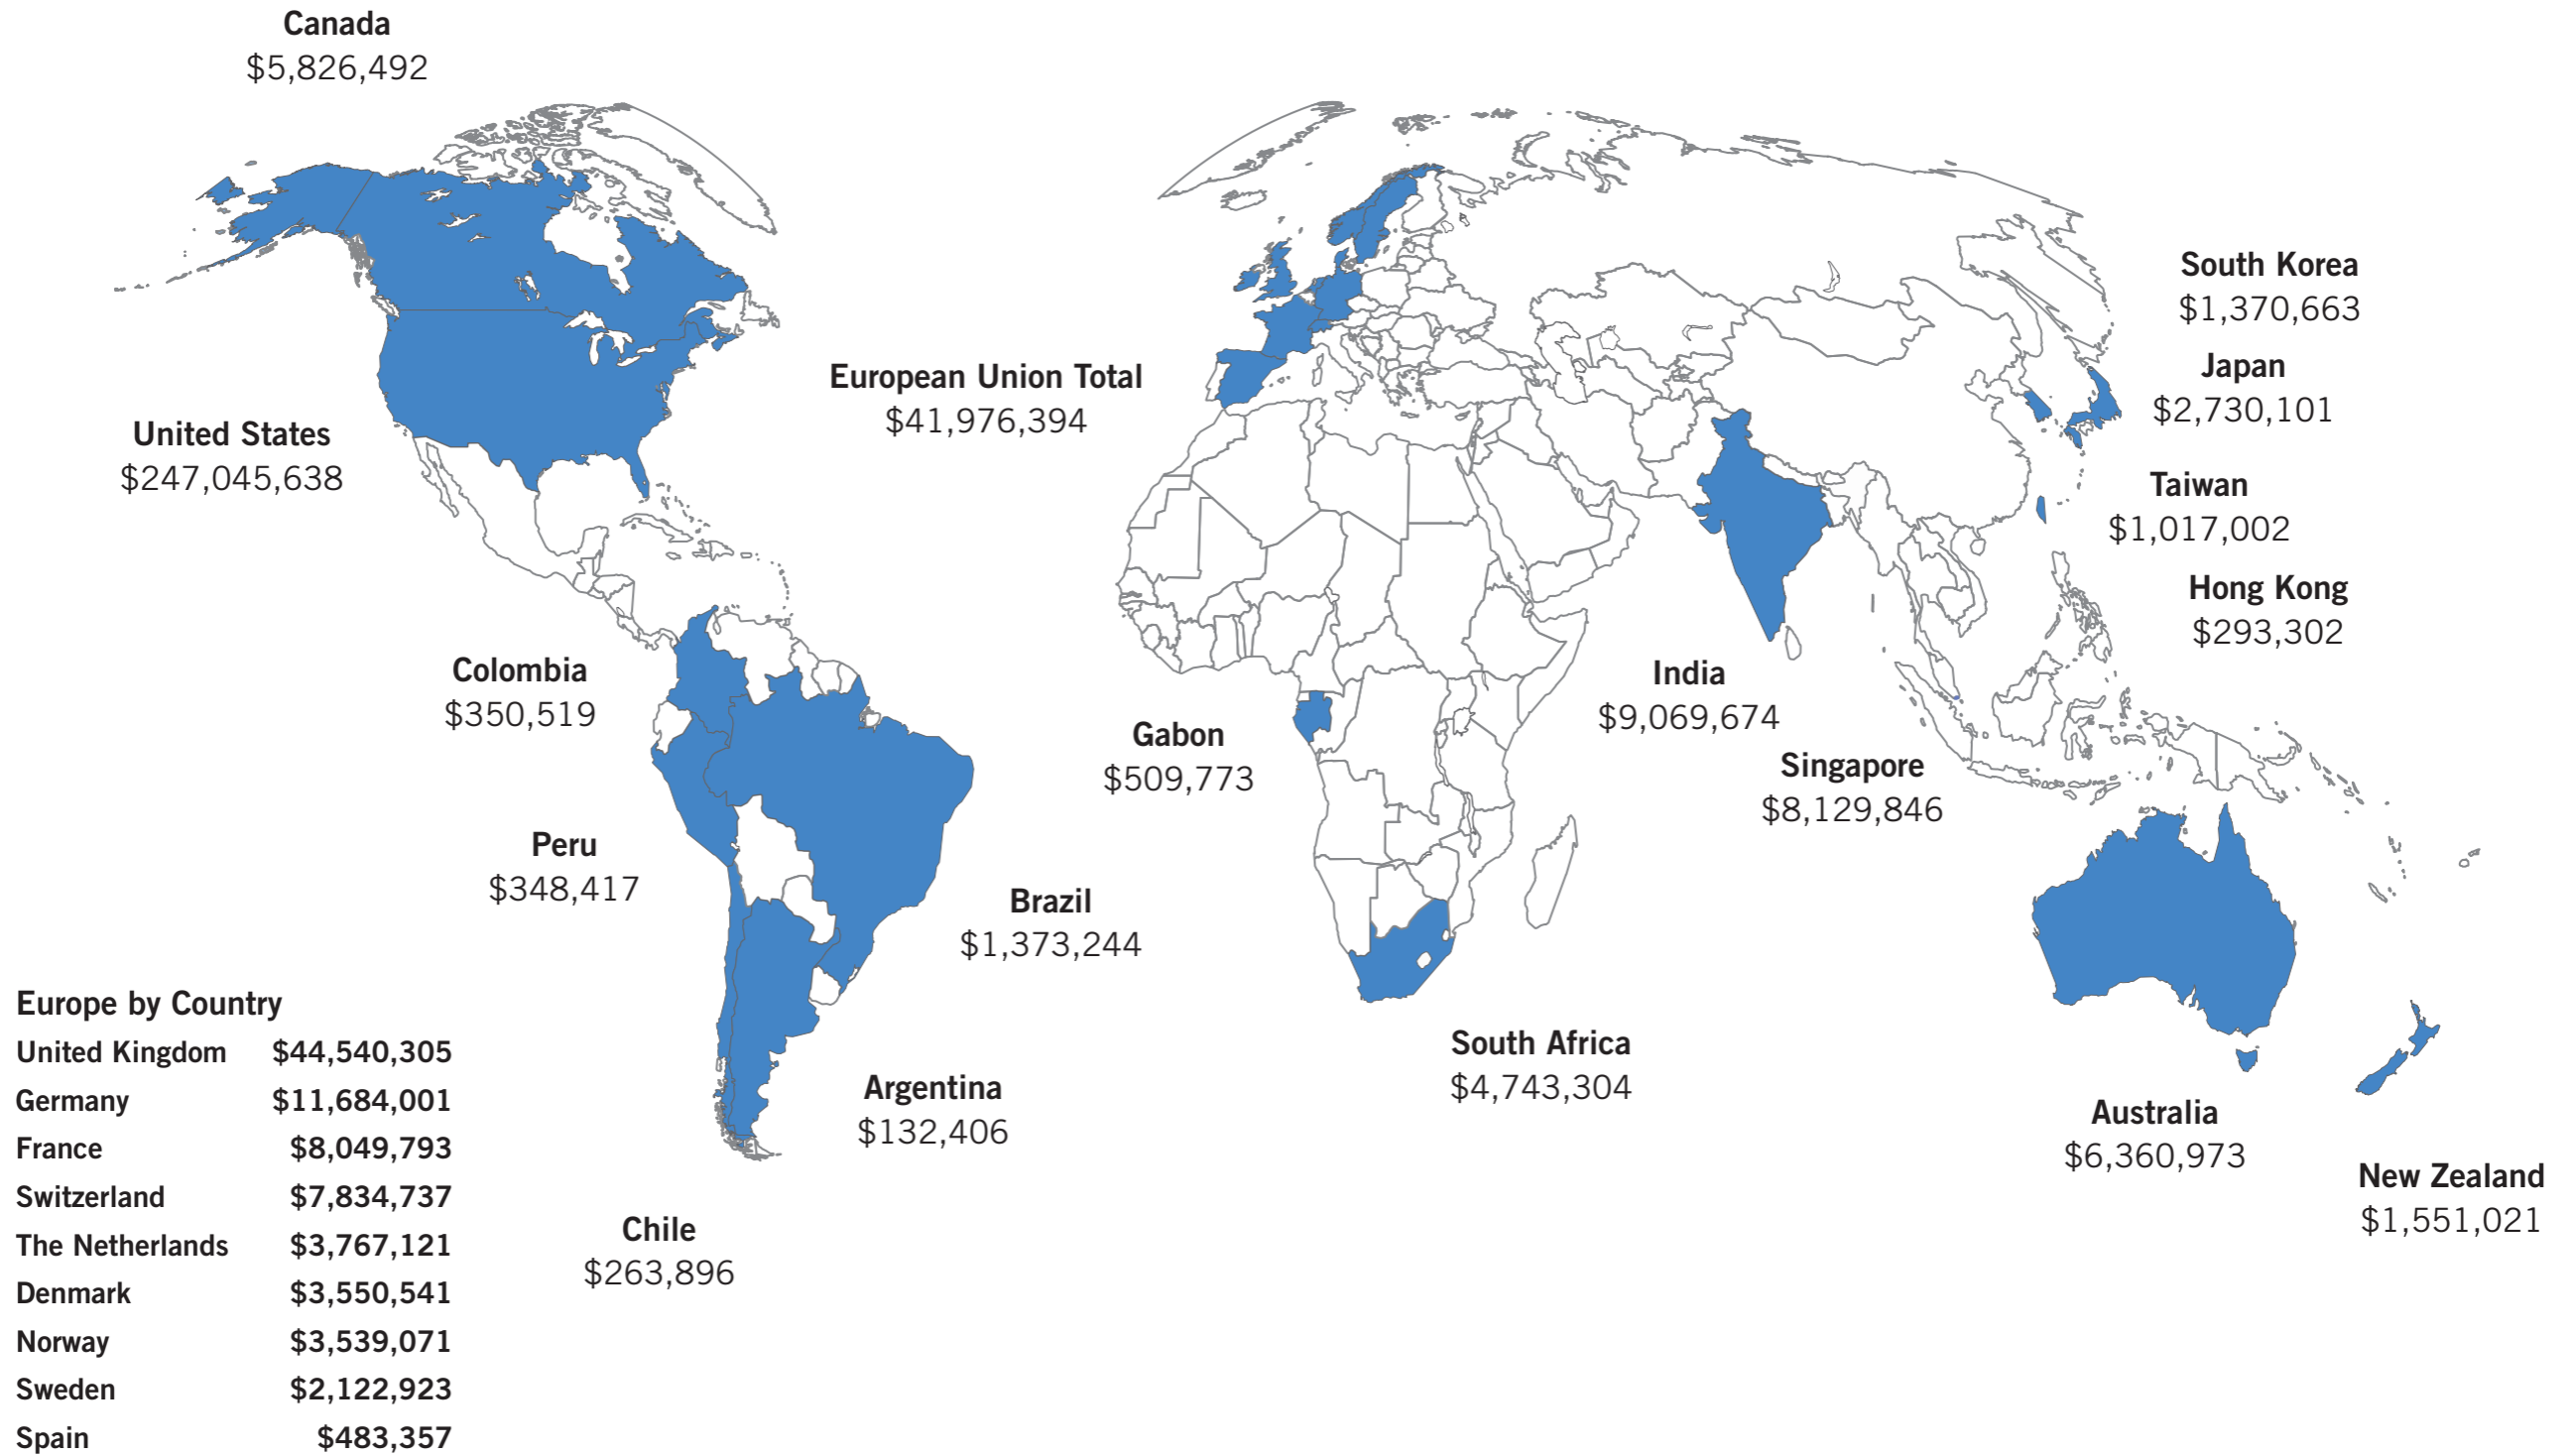 Canada
$5,826,492
United States
$247,045,638
European Union Total
$41,976,394
South Korea
$1,370,663
Japan
$2,730,101
Taiwan
$1,017,002
Hong Kong
$293,302
Colombia
$350,519
India
$9,069,674
Gabon
$509,773
Singapore
$8,129,846
Peru
$348,417
Brazil
$1,373,244
South Africa
$4,743,304
Argentina
$132,406
Australia
$6,360,973
New Zealand
$1,551,021
Chile
$263,896
Europe by Country
United Kingdom $44,540,305
Germany $11,684,001
France $8,049,793
Switzerland $7,834,737
The Netherlands $3,767,121
Denmark $3,550,541
Norway $3,539,071
Sweden $2,122,923
Spain $483,357